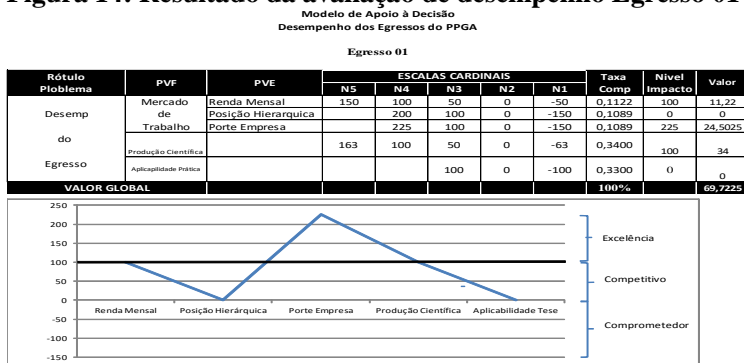 Figura 14: Resultado da avaliação de desempenho Egresso 01
Modelo de Apoio à Decisão
Desempenho dos Egressos do PPGA
Egresso 01
Rótulo Ploblema PVF PVE ESCALAS CARDINAIS Taxa Comp Nivel Impacto Valor
N5 N4 N3 N2 N1
Desemp do Egresso
Mercado de Trabalho
Renda Mensal 150 100 50 0 -50 0,1122 100 11,22
Posição Hierarquica 200 100 0 -150 0,1089 0 0
Porte Empresa 225 100 0 -150 0,1089 225 24,5025
Produção Científica 163 100 50 0 -63 0,3400 100 34
Aplicabilidade Prática 100 0 -100 0,3300 0 0
VALOR GLOBAL 100% 69,7225
250
200
150
100
50
0
-50
-100
-150
Renda Mensal Posição Hierárquica Porte Empresa Produção Científica Aplicabilidade Tese
Excelência
Competitivo
Comprometedor